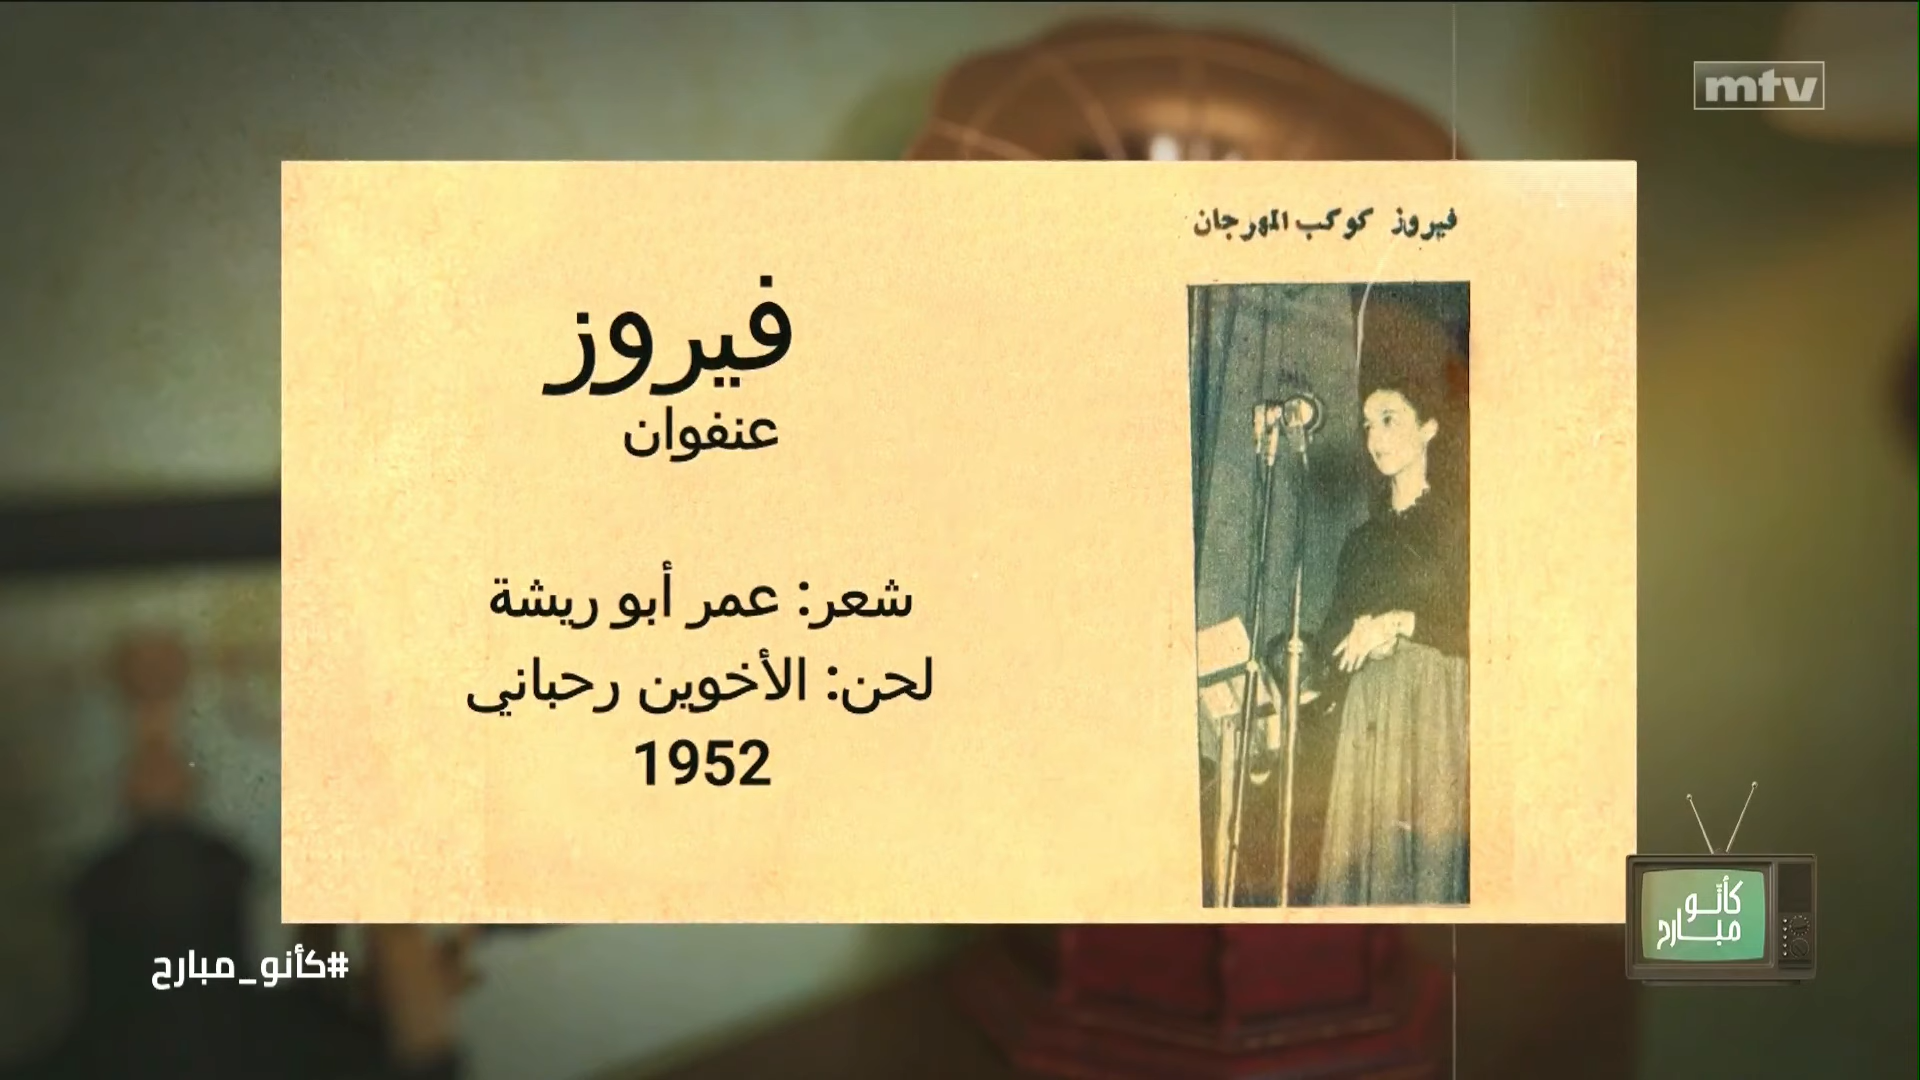 mtv
فيروز كوكب المهرجان
فيروز
عنفوان
شعر: عمر أبو ريشة
لحن: الأخوين رحباني
1952
كأنو
مبارح
#كأنو_مبارح